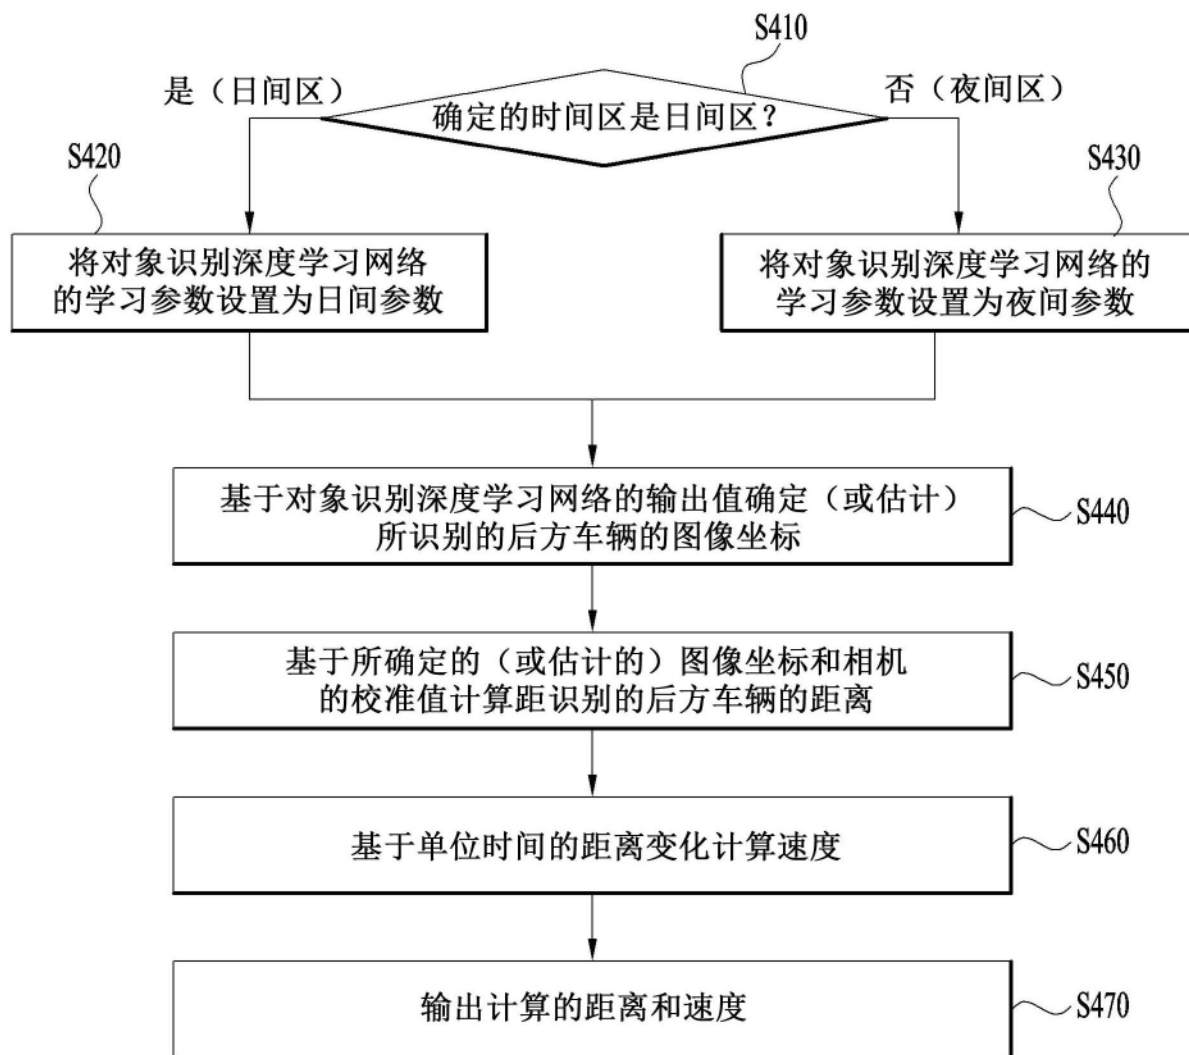 S410
是（日间区）
否（夜间区）
确定的时间区是日间区？
S420
S430
将对象识别深度学习网络
的学习参数设置为日间参数
将对象识别深度学习网络的
学习参数设置为夜间参数
基于对象识别深度学习网络的输出值确定（或估计）
所识别的后方车辆的图像坐标
S440
基于所确定的（或估计的）图像坐标和相机
的校准值计算距识别的后方车辆的距离
S450
基于单位时间的距离变化计算速度
S460
输出计算的距离和速度
S470